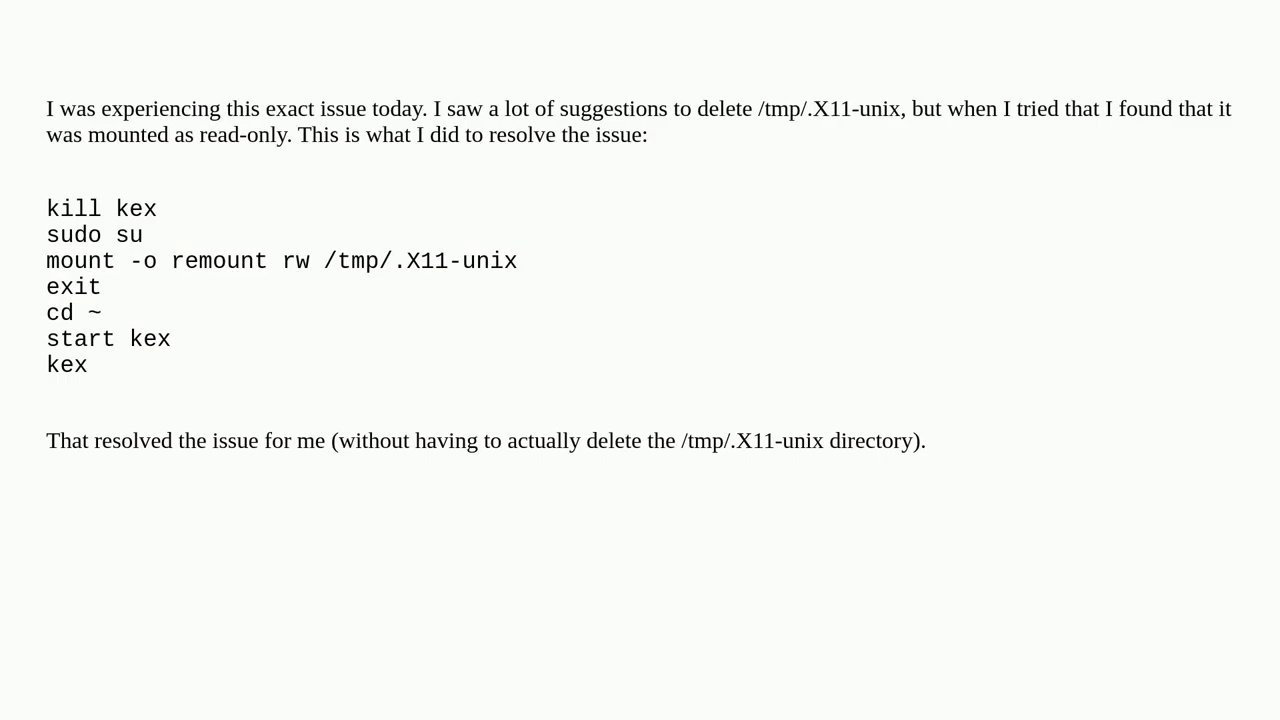 I was experiencing this exact issue today. I saw a lot of suggestions to delete /tmp/.X11-unix, but when I tried that I found that it
was mounted as read-only. This is what I did to resolve the issue:
kill kex
sudo su
mount -o remount rw /tmp/.X11-unix
exit
cd ~
start kex
kex
That resolved the issue for me (without having to actually delete the /tmp/.X11-unix directory).